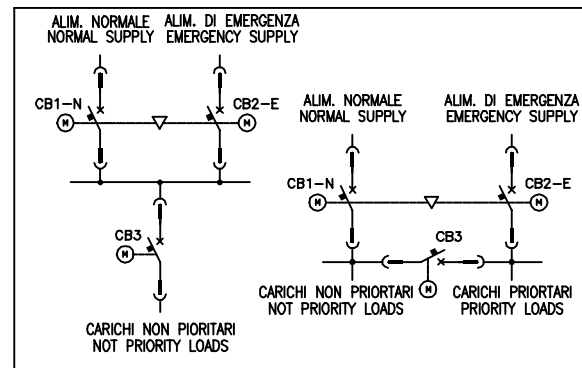 ALIM. NORMALE
NORMAL SUPPLY
ALIM. DI EMERGENZA
EMERGENCY SUPPLY
CB1-N
M
CB2-E
M
CB3
M
CARICHI NON PIORITARI
NOT PRIORITY LOADS
ALIM. NORMALE
NORMAL SUPPLY
ALIM. DI EMERGENZA
EMERGENCY SUPPLY
CB1-N
M
CB2-E
M
CB3
M
CARICHI NON PRIORTARI
NOT PRIORITY LOADS
CARICHI PRIORTARI
PRIORITY LOADS